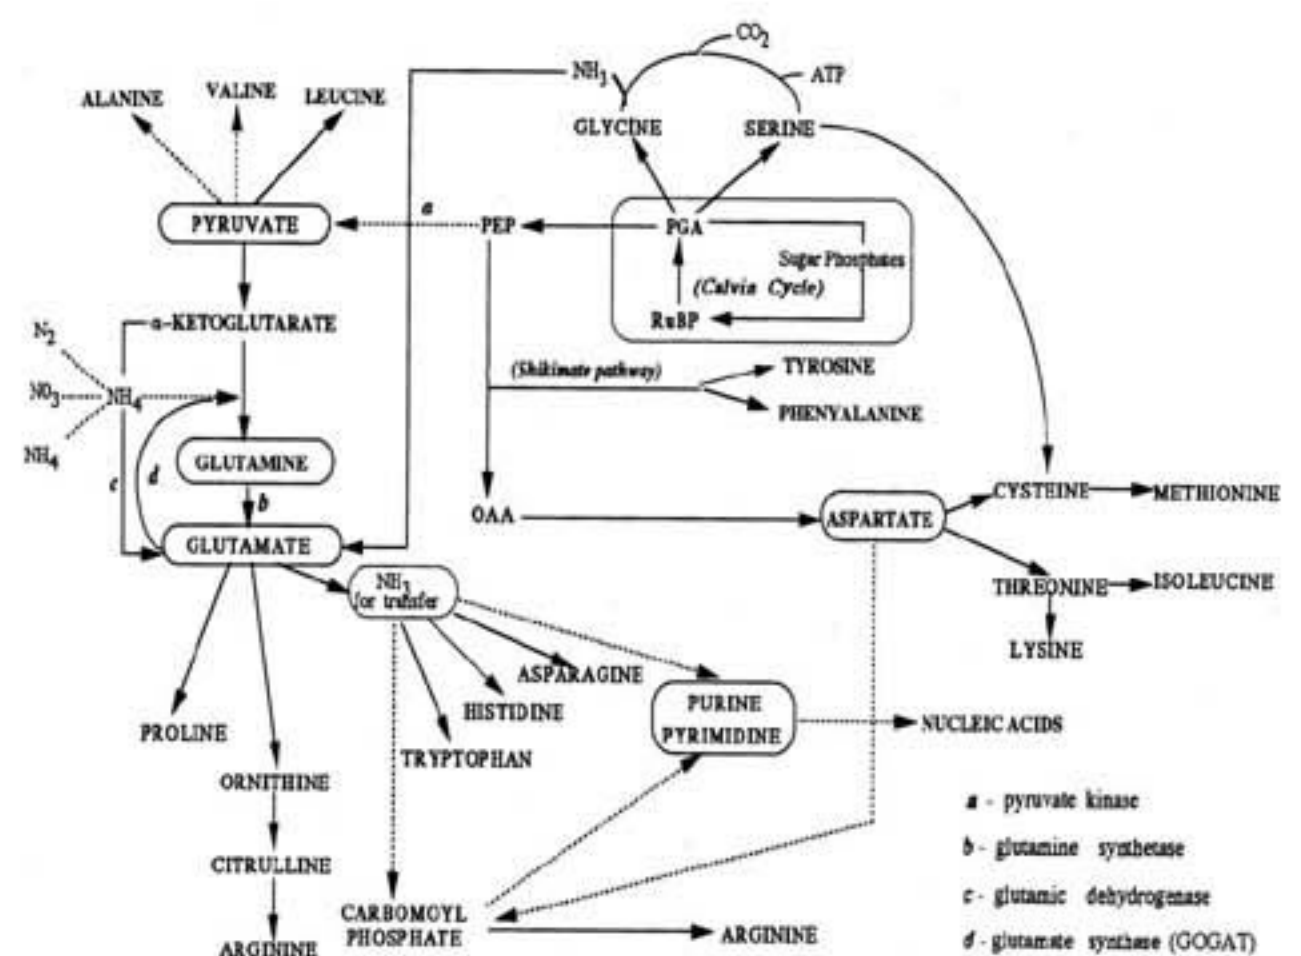 CO2
NH3
ATP
ALANINE
VALINE
LEUCINE
GLYCINE
SERINE
PYRUVATE
a
PEP
PGA
Sugar Phosphates
(Calvin Cycle)
RuBP
α-KETOGLUTARATE
N2
N03
NH4
NH4
(Shikimate pathway)
TYROSINE
PHENYALANINE
GLUTAMINE
c
d
b
CYSTEINE
METHIONINE
OAA
ASPARTATE
GLUTAMATE
NH3
for transfer
THREONINE
ISOLEUCINE
LYSINE
ASPARAGINE
HISTIDINE
TRYPTOPHAN
PURINE
PYRIMIDINE
NUCLEIC ACIDS
PROLINE
ORNITHINE
CITRULLINE
ARGININE
CARBOMOYL
PHOSPHATE
ARGININE
a - pyruvate kinase
b - glutamine synthetase
c - glutamic dehydrogenase
d - glutamate synthase (GOGAT)